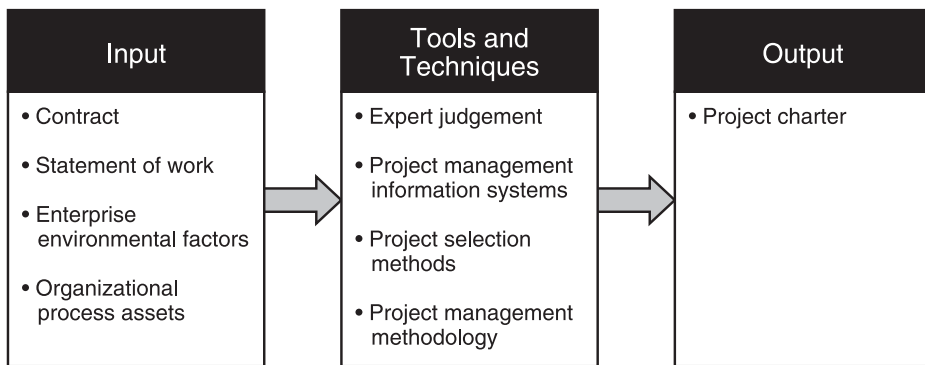 Input
• Contract
• Statement of work
• Enterprise
environmental factors
• Organizational
process assets
Tools and
Techniques
• Expert judgement
• Project management
information systems
• Project selection
methods
• Project management
methodology
Output
• Project charter